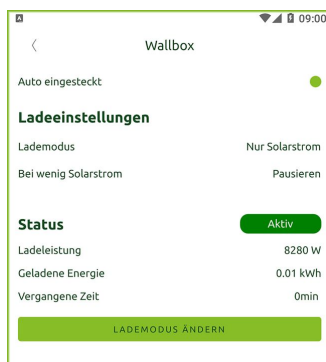 09:00
Wallbox
Auto eingesteckt
Ladeeinstellungen
Lademodus Nur Solarstrom
Bei wenig Solarstrom Pausieren
Status Aktiv
Ladeleistung 8280 W
Geladene Energie 0.01 kWh
Vergangene Zeit 0min
LADEMODUS ÄNDERN